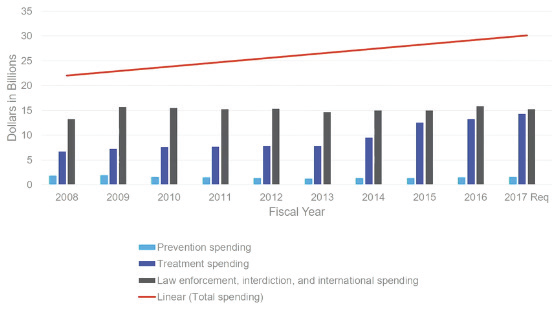 35
30
25
20
15
10
5
0
Dollars in Billions
2008 2009 2010 2011 2012 2013 2014 2015 2016 2017 Req
Fiscal Year
Prevention spending
Treatment spending
Law enforcement, interdiction, and international spending
Linear (Total spending)